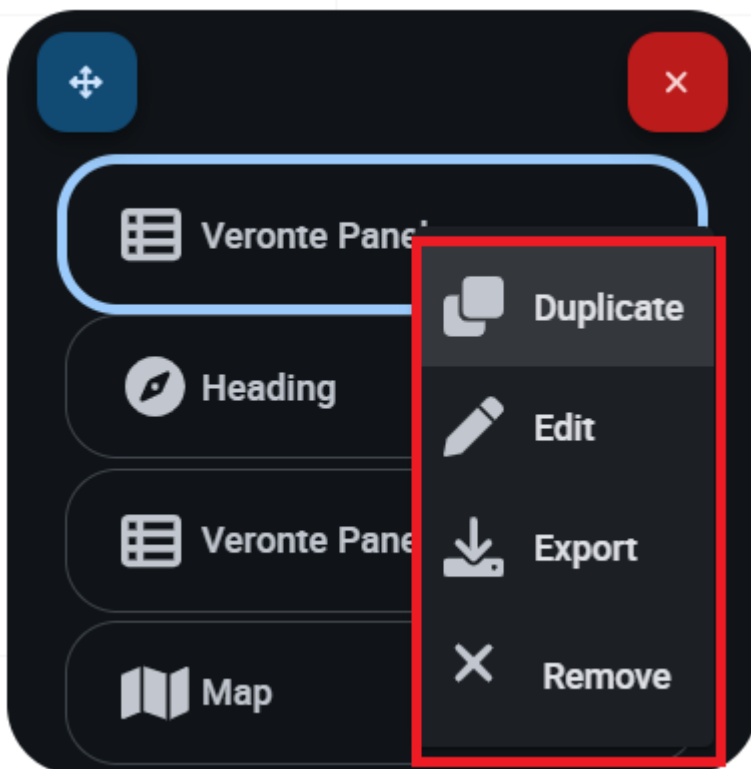 Veronte Panel
Duplicate
Heading
Edit
Veronte Pane
Export
Remove
Map